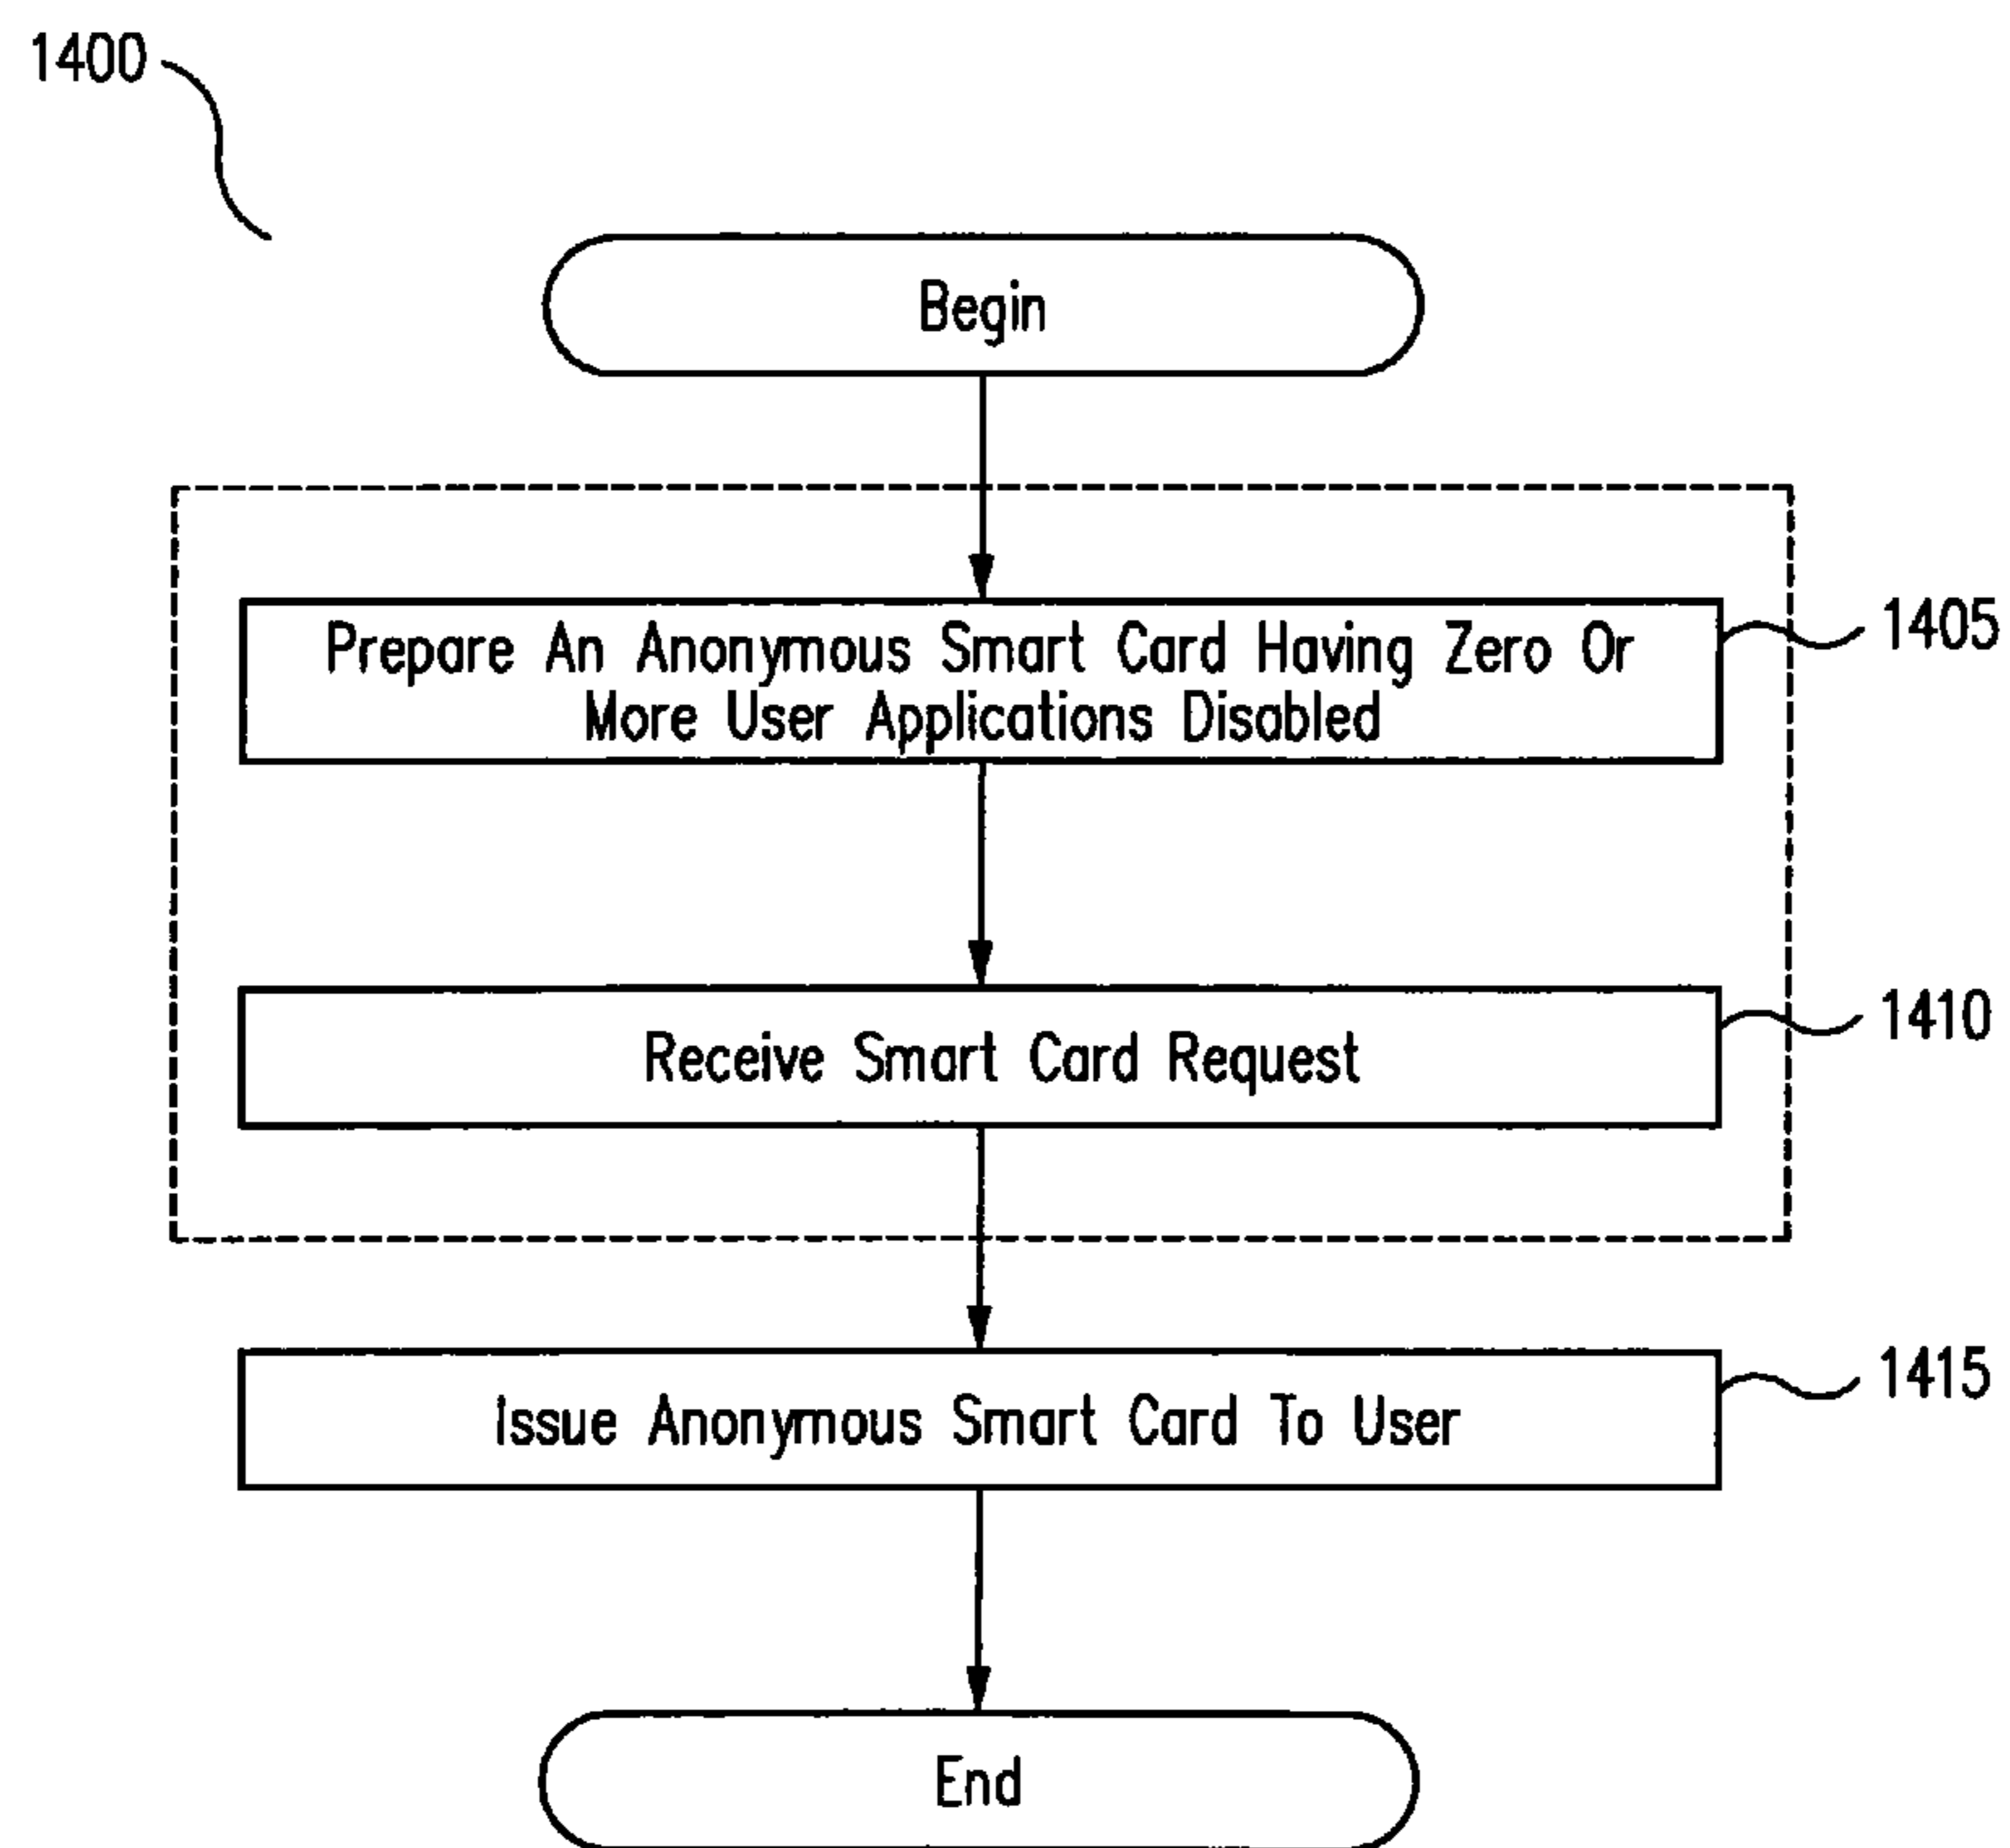 1400
Begin
Prepare An Anonymous Smart Card Having Zero Or
More User Applications Disabled
1405
Receive Smart Card Request
1410
Issue Anonymous Smart Card To User
1415
End